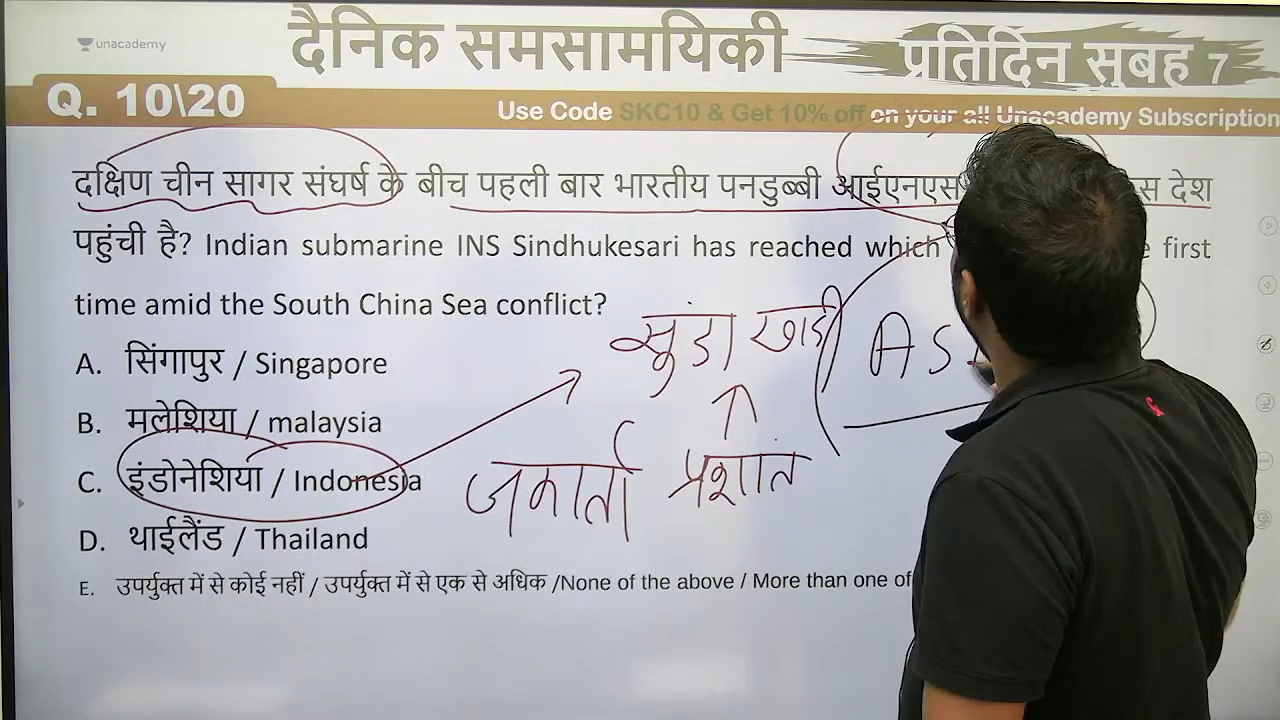 unacademy
दैनिक समसामयिकी
प्रतिदिन सुबह 7
Q. 10\20
Use Code SKC10 & Get 10% off on your all Unacademy Subscription
दक्षिण चीन सागर संघर्ष के बीच पहली बार भारतीय पनडुब्बी आईएनएस स देश
पहुंची है? Indian submarine INS Sindhukesari has reached which first
time amid the South China Sea conflict?
A. सिंगापुर / Singapore
B. मलेशिया / malaysia
C. इंडोनेशिया / Indonesia
D. थाईलैंड / Thailand
E. उपर्युक्त में से कोई नहीं / उपर्युक्त में से एक से अधिक /None of the above / More than one of
सुंडा खाड़ी
AS
जकार्ता प्रशांत